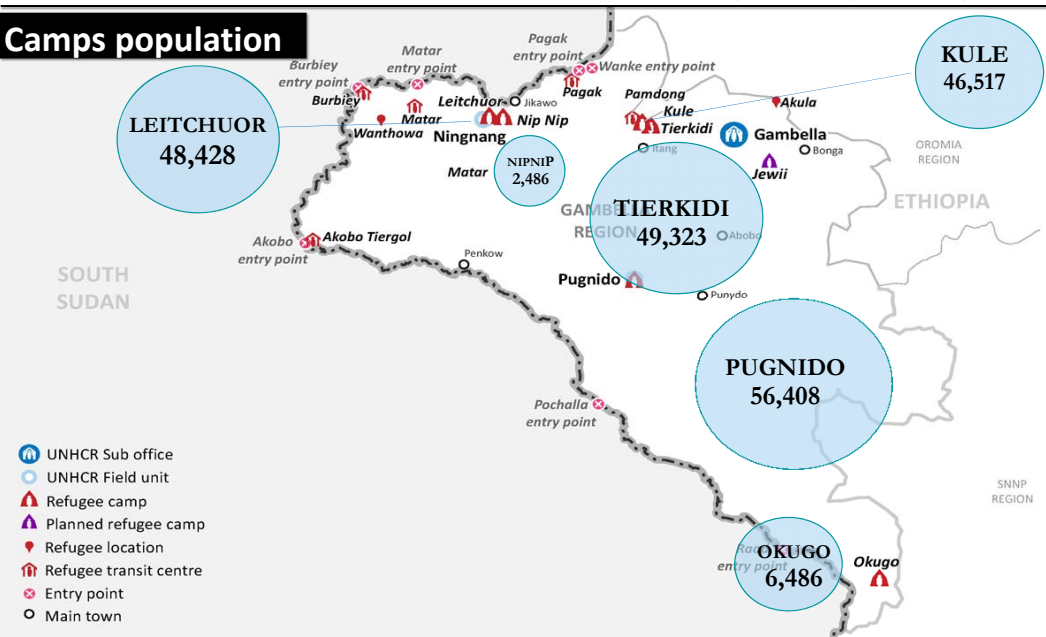 Camps population
Pagak
entry point
Matar
entry point
Burbiey
entry point
Wanke entry point
KULE
46,517
Burbiey
Matar
Wanthowa
Leitchuor
Jikawo
Nip Nip
Ningnang
Pagak
Pamdong
Kule
Tierkidi
Itang
Akula
Gambella
Bonga
Jewii
OROMIA
REGION
LEITCHUOR
48,428
Matar
NIPNIP
2,486
ETHIOPIA
TIERKIDI
49,323
GAMBE
REGION
Abobo
Akobo
entry point
Akobo Tiergol
Penkow
SOUTH
SUDAN
Pugnido
Punydo
PUGNIDO
56,408
Pochalla
entry point
UNHCR Sub office
UNHCR Field unit
Refugee camp
Planned refugee camp
Refugee location
Refugee transit centre
Entry point
Main town
SNNP
REGION
entry point
OKUGO
6,486
Okugo